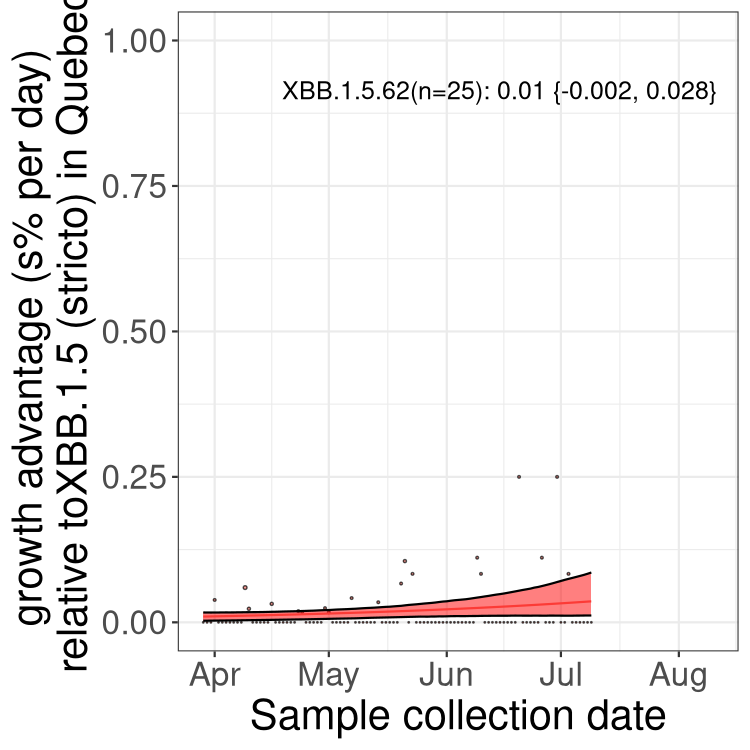 growth advantage (s% per day)
relative toXBB.1.5 (stricto) in Quebec
1.00
0.75
0.50
0.25
0.00
XBB.1.5.62(n=25): 0.01 {-0.002, 0.028}
Apr
May
Jun
Jul
Aug
Sample collection date